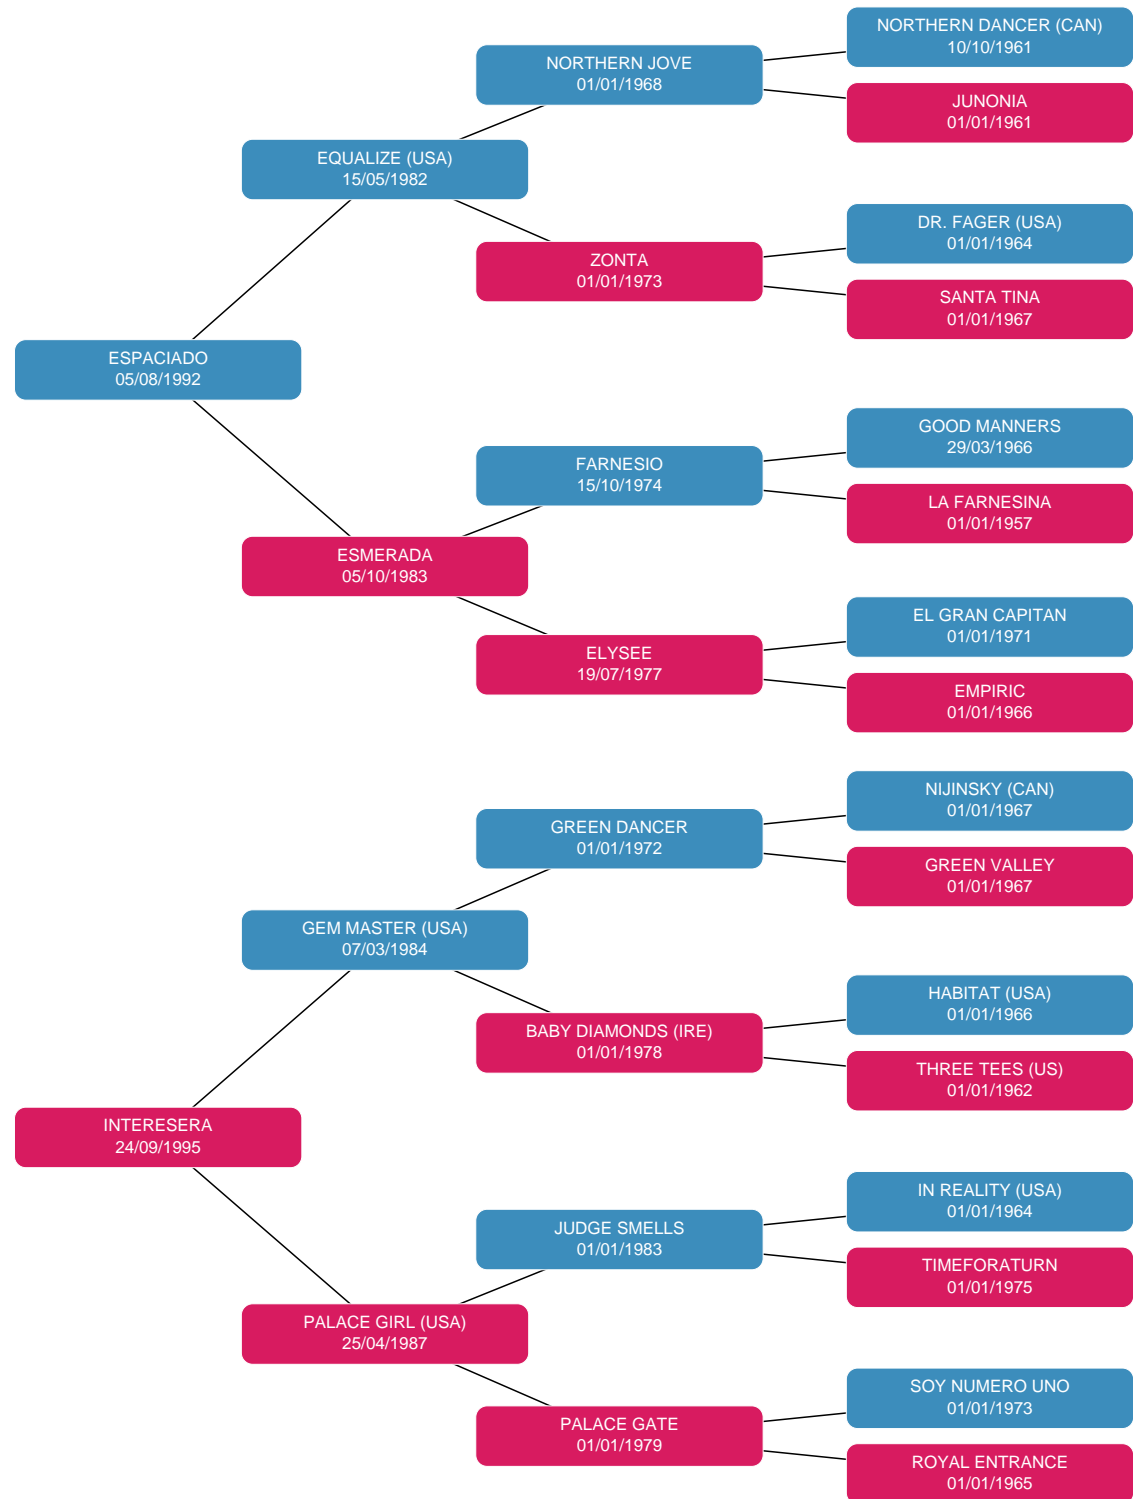 NORTHERN DANCER (CAN)
10/10/1961
NORTHERN JOVE
01/01/1968
JUNONIA
01/01/1961
EQUALIZE (USA)
15/05/1982
DR. FAGER (USA)
01/01/1964
ZONTA
01/01/1973
SANTA TINA
01/01/1967
ESPACIADO
05/08/1992
GOOD MANNERS
29/03/1966
FARNESIO
15/10/1974
LA FARNESINA
01/01/1957
ESMERADA
05/10/1983
EL GRAN CAPITAN
01/01/1971
ELYSEE
19/07/1977
EMPIRIC
01/01/1966
NIJINSKY (CAN)
01/01/1967
GREEN DANCER
01/01/1972
GREEN VALLEY
01/01/1967
GEM MASTER (USA)
07/03/1984
HABITAT (USA)
01/01/1966
BABY DIAMONDS (IRE)
01/01/1978
THREE TEES (US)
01/01/1962
INTERESERA
24/09/1995
IN REALITY (USA)
01/01/1964
JUDGE SMELLS
01/01/1983
TIMEFORATURN
01/01/1975
PALACE GIRL (USA)
25/04/1987
SOY NUMERO UNO
01/01/1973
PALACE GATE
01/01/1979
ROYAL ENTRANCE
01/01/1965